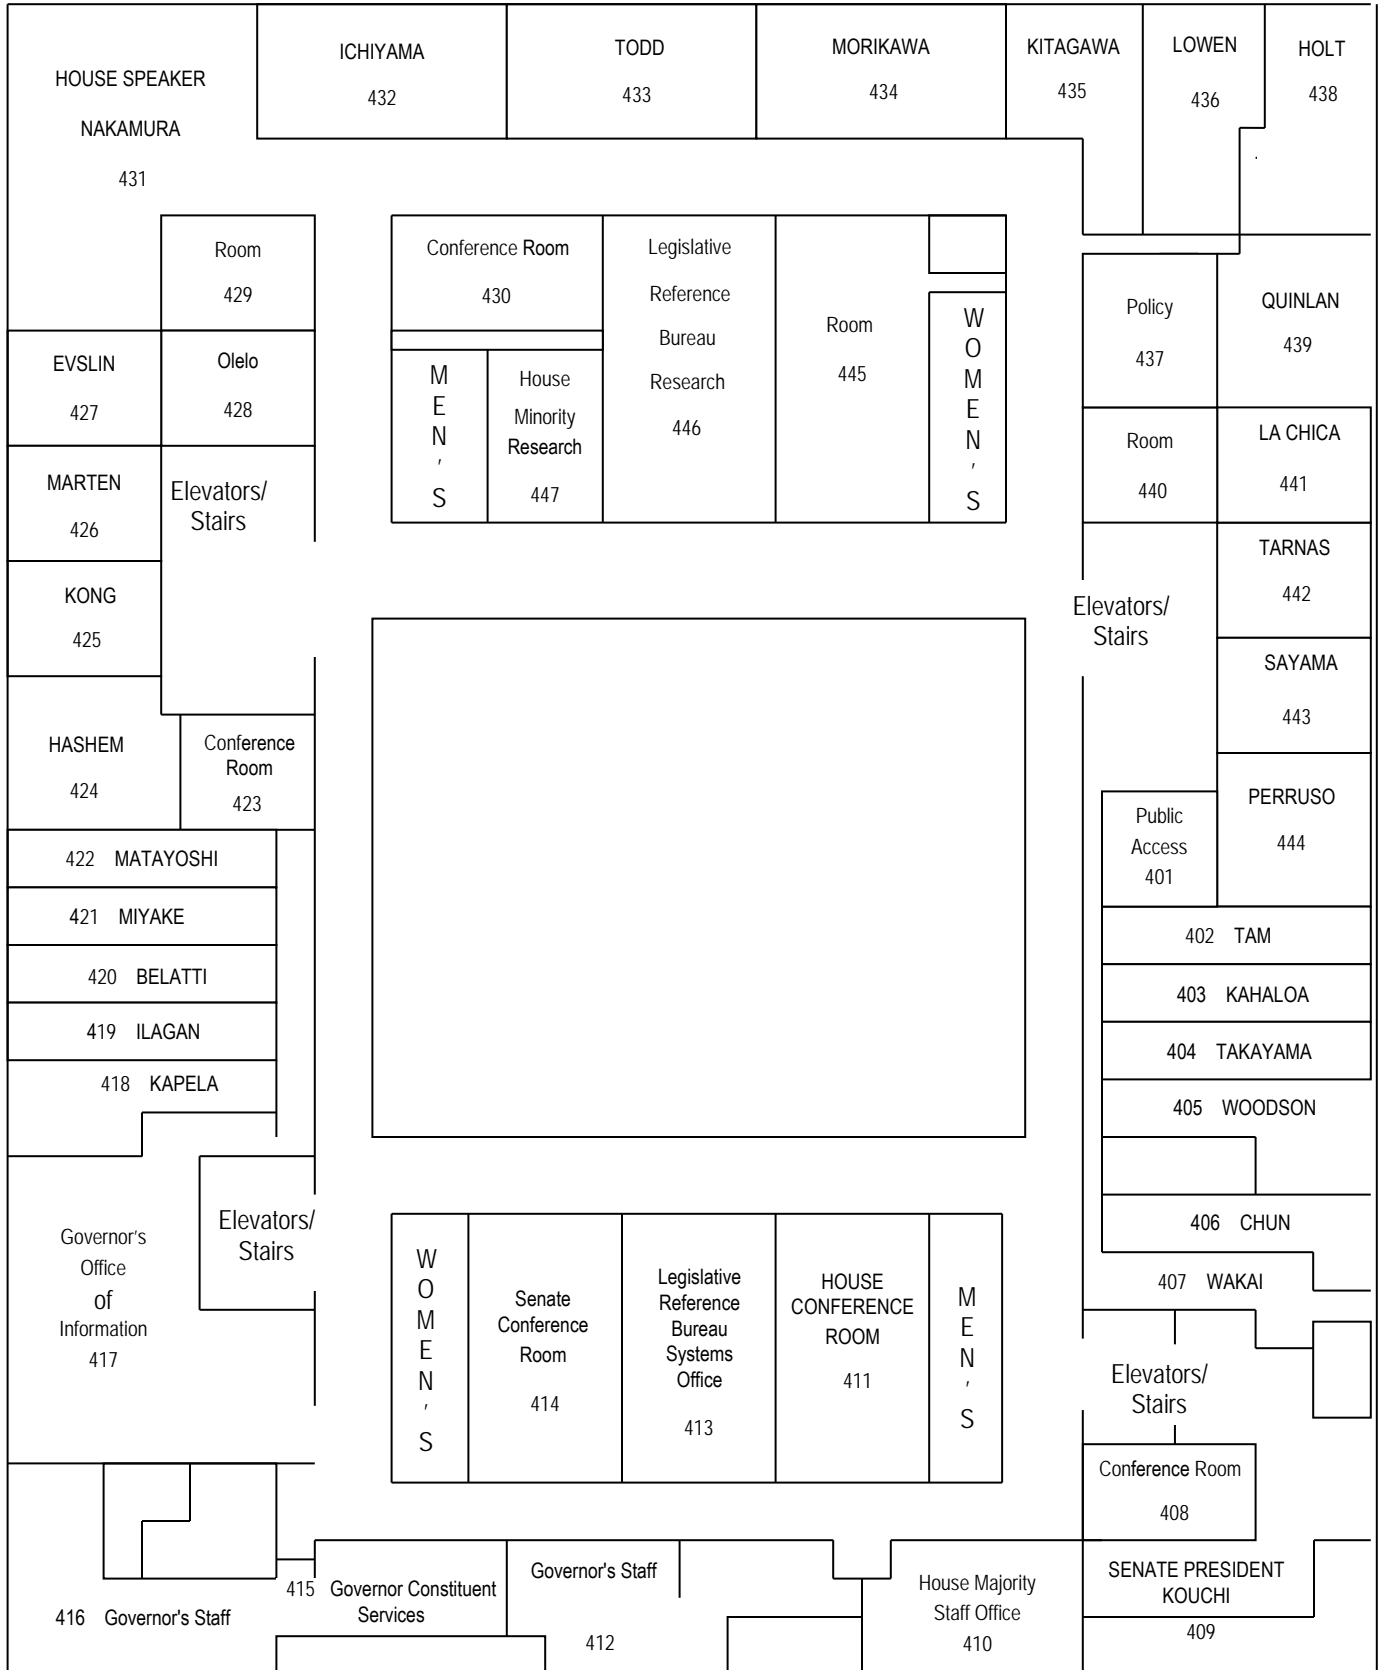 HOUSE SPEAKER
NAKAMURA
431
ICHIYAMA
432
TODD
433
MORIKAWA
434
KITAGAWA
435
LOWEN
436
HOLT
438
Room
429
Conference Room
430
Legislative
Reference
Bureau
Research
446
Room
445
WOMEN'S
Policy
437
QUINLAN
439
EVSLIN
427
Olelo
428
MEN'S
House
Minority
Research
447
Room
440
LA CHICA
441
MARTEN
426
Elevators/
Stairs
KONG
425
Elevators/
Stairs
TARNAS
442
SAYAMA
443
HASHEM
424
Conference
Room
423
Public
Access
401
PERRUSO
444
422 MATAYOSHI
421 MIYAKE
420 BELATTI
419 ILAGAN
418 KAPELA
402 TAM
403 KAHALOA
404 TAKAYAMA
405 WOODSON
406 CHUN
407 WAKAI
Governor's
Office
of
Information
417
Elevators/
Stairs
WOMEN'S
Senate
Conference
Room
414
Legislative
Reference
Bureau
Systems
Office
413
HOUSE
CONFERENCE
ROOM
411
MEN'S
Elevators/
Stairs
Conference Room
408
416 Governor's Staff
415 Governor Constituent
Services
Governor's Staff
412
House Majority
Staff Office
410
SENATE PRESIDENT
KOUCHI
409